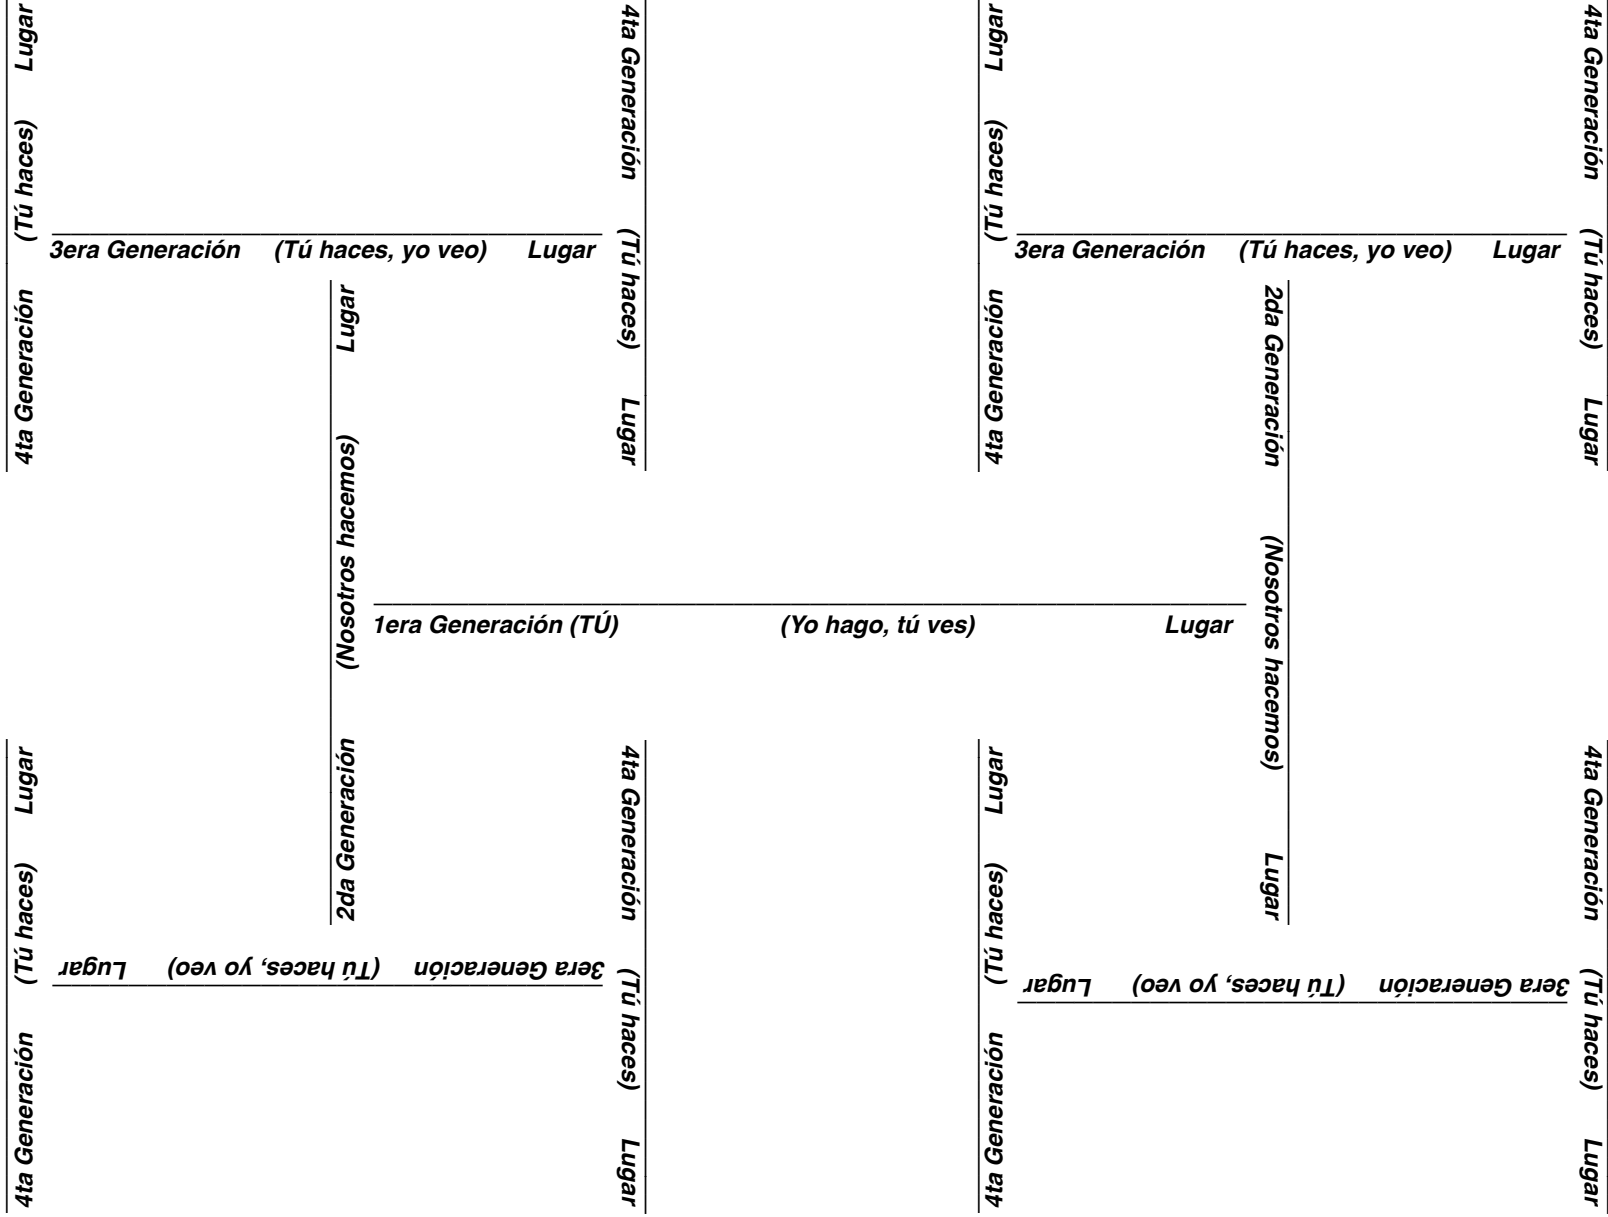 4ta Generación (Tú haces) Lugar
3era Generación (Tú haces, yo veo) Lugar
4ta Generación (Tú haces) Lugar
4ta Generación (Tú haces) Lugar
3era Generación (Tú haces, yo veo) Lugar
4ta Generación (Tú haces) Lugar
2da Generación (Nosotros hacemos) Lugar
1era Generación (TÚ) (Yo hago, tú ves) Lugar
2da Generación (Nosotros hacemos) Lugar
4ta Generación (Tú haces) Lugar
3era Generación (Tú haces, yo veo) Lugar
4ta Generación (Tú haces) Lugar
4ta Generación (Tú haces) Lugar
3era Generación (Tú haces, yo veo) Lugar
4ta Generación (Tú haces) Lugar